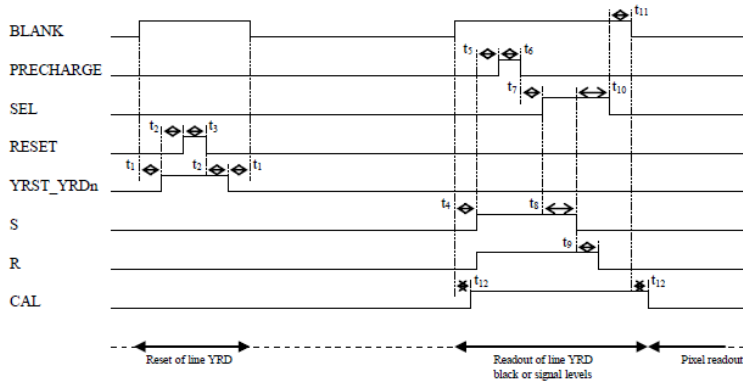 BLANK
t11
t5
t6
PRECHARGE
t7
t10
SEL
t2
t3
RESET
t1
t2
t1
YRST_YRDn
t4
t8
S
t9
R
t12
t12
CAL
Reset of line YRD
Readout of line YRD
black or signal levels
Pixel readout